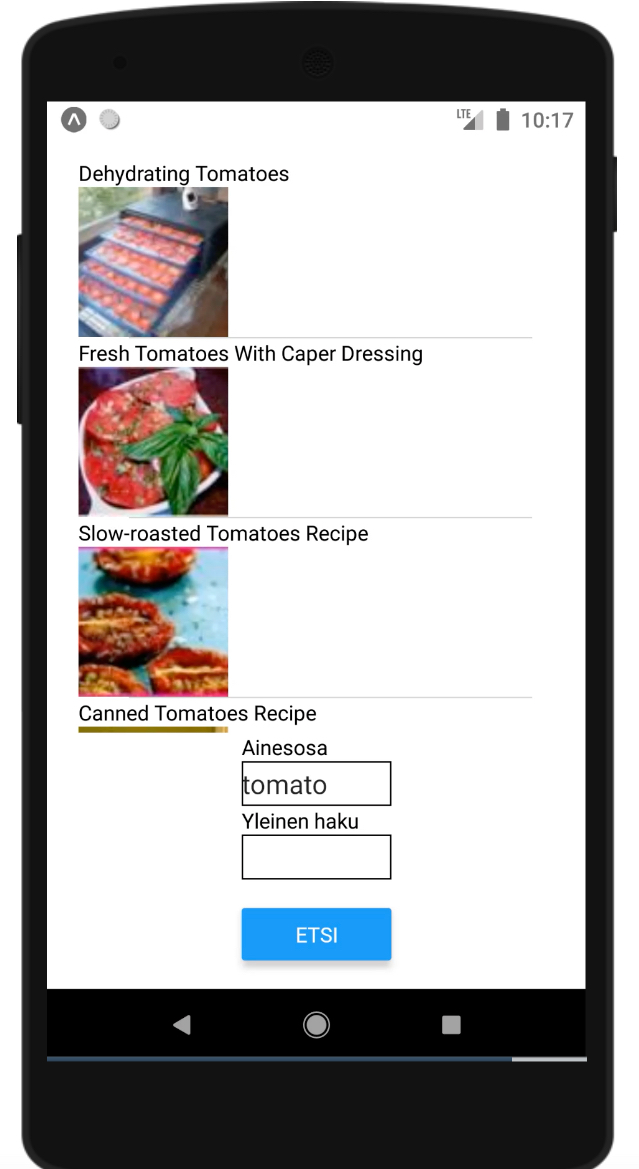 LTE 10:17
Dehydrating Tomatoes
Fresh Tomatoes With Caper Dressing
Slow-roasted Tomatoes Recipe
Canned Tomatoes Recipe
Ainesosa
tomato
Yleinen haku
ETSI